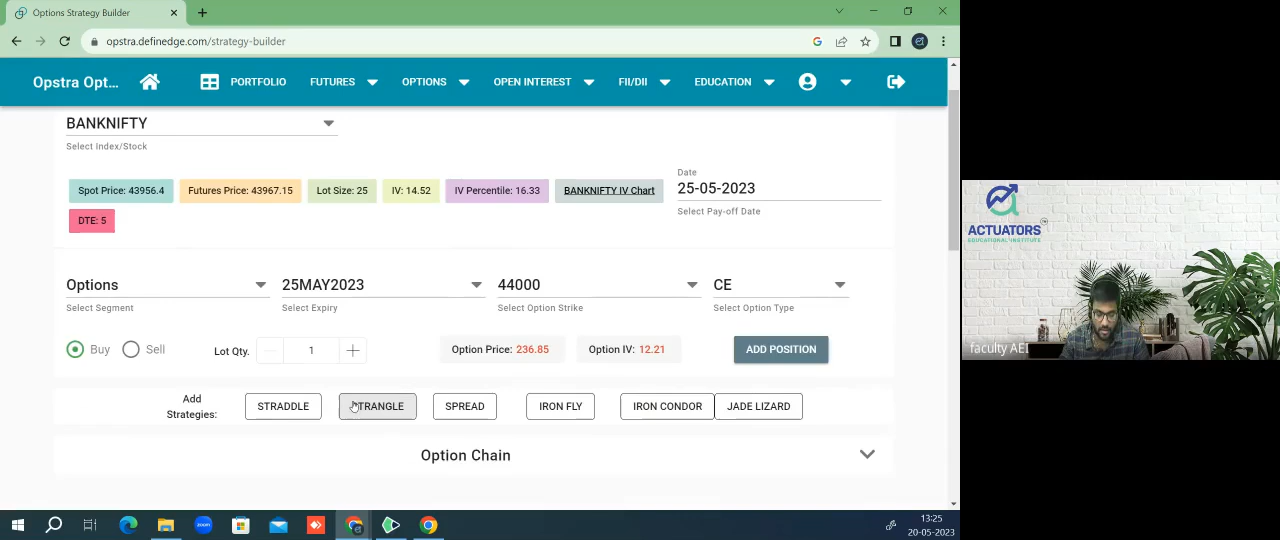 Options Strategy Builder
opstra.definedge.com/strategy-builder
Opstra Opt... PORTFOLIO FUTURES OPTIONS OPEN INTEREST FII/DII EDUCATION
BANKNIFTY
Select Index/Stock
Spot Price: 43956.4 Futures Price: 43967.15 Lot Size: 25 IV: 14.52 IV Percentile: 16.33 BANKNIFTY IV Chart
DTE: 5
Date
25-05-2023
Select Pay-off Date
Options 25MAY2023 44000 CE
Select Segment Select Expiry Select Option Strike Select Option Type
Buy Sell Lot Qty. 1 Option Price: 236.85 Option IV: 12.21 ADD POSITION
Add
Strategies:
STRADDLE STRANGLE SPREAD IRON FLY IRON CONDOR JADE LIZARD
Option Chain
zoom
13:25
20-05-2023
ACTUATORS
EDUCATIONAL INSTITUTE
faculty AEI